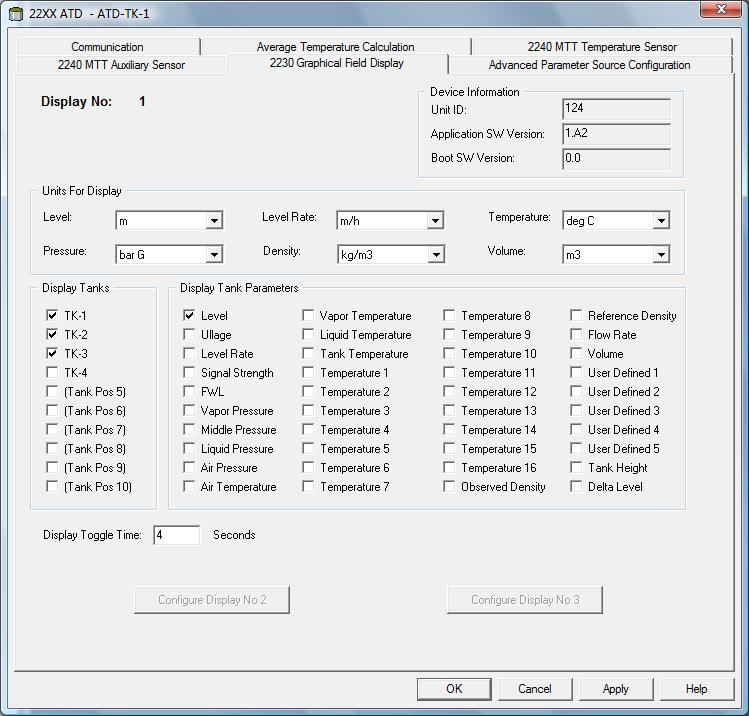 22XX ATD - ATD-TK-1
Communication
Average Temperature Calculation
2240 MTT Temperature Sensor
2240 MTT Auxiliary Sensor
2230 Graphical Field Display
Advanced Parameter Source Configuration
Display No: 1
Device Information
Unit ID: 124
Application SW Version: 1.A2
Boot SW Version: 0.0
Units For Display
Level: m
Level Rate: m/h
Temperature: deg C
Pressure: bar G
Density: kg/m3
Volume: m3
Display Tanks
TK-1
TK-2
TK-3
TK-4
(Tank Pos 5)
(Tank Pos 6)
(Tank Pos 7)
(Tank Pos 8)
(Tank Pos 9)
(Tank Pos 10)
Display Tank Parameters
Level
Ullage
Level Rate
Signal Strength
FWL
Vapor Pressure
Middle Pressure
Liquid Pressure
Air Pressure
Air Temperature
Vapor Temperature
Liquid Temperature
Tank Temperature
Temperature 1
Temperature 2
Temperature 3
Temperature 4
Temperature 5
Temperature 6
Temperature 7
Temperature 8
Temperature 9
Temperature 10
Temperature 11
Temperature 12
Temperature 13
Temperature 14
Temperature 15
Temperature 16
Observed Density
Reference Density
Flow Rate
Volume
User Defined 1
User Defined 2
User Defined 3
User Defined 4
User Defined 5
Tank Height
Delta Level
Display Toggle Time: 4 Seconds
Configure Display No 2
Configure Display No 3
OK
Cancel
Apply
Help